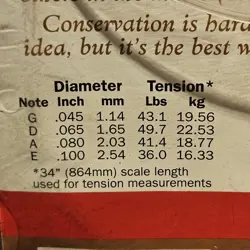 Conservation is hard
idea, but it's the best w
Diameter Tension*
Note Inch mm Lbs kg
G .045 1.14 43.1 19.56
D .065 1.65 49.7 22.53
A .080 2.03 41.4 18.77
E .100 2.54 36.0 16.33
*34" (864mm) scale length
used for tension measurements